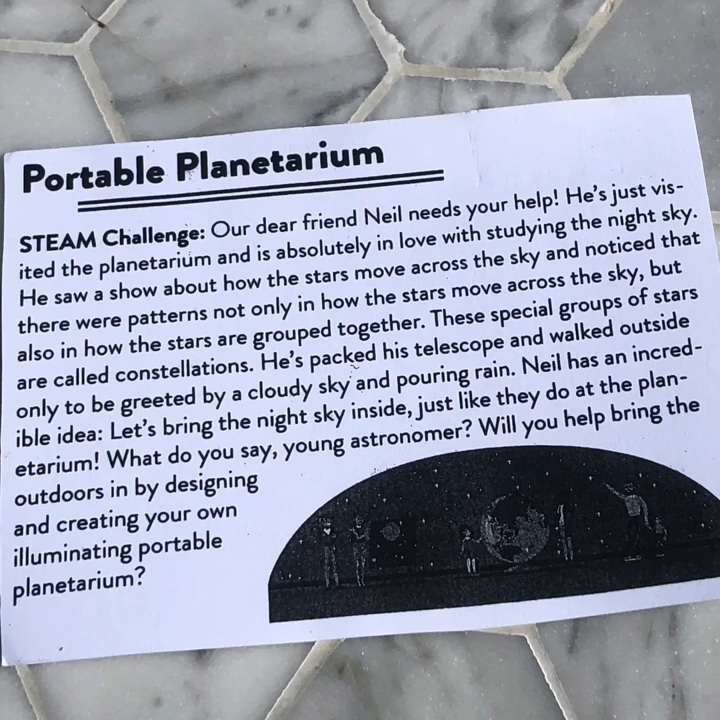 Portable Planetarium
STEAM Challenge: Our dear friend Neil needs your help! He's just vis-
ited the planetarium and is absolutely in love with studying the night sky.
He saw a show about how the stars move across the sky and noticed that
there were patterns not only in how the stars move across the sky, but
also in how the stars are grouped together. These special groups of stars
are called constellations. He's packed his telescope and walked outside
only to be greeted by a cloudy sky and pouring rain. Neil has an incred-
ible idea: Let's bring the night sky inside, just like they do at the plan-
etarium! What do you say, young astronomer? Will you help bring the
outdoors in by designing
and creating your own
illuminating portable
planetarium?